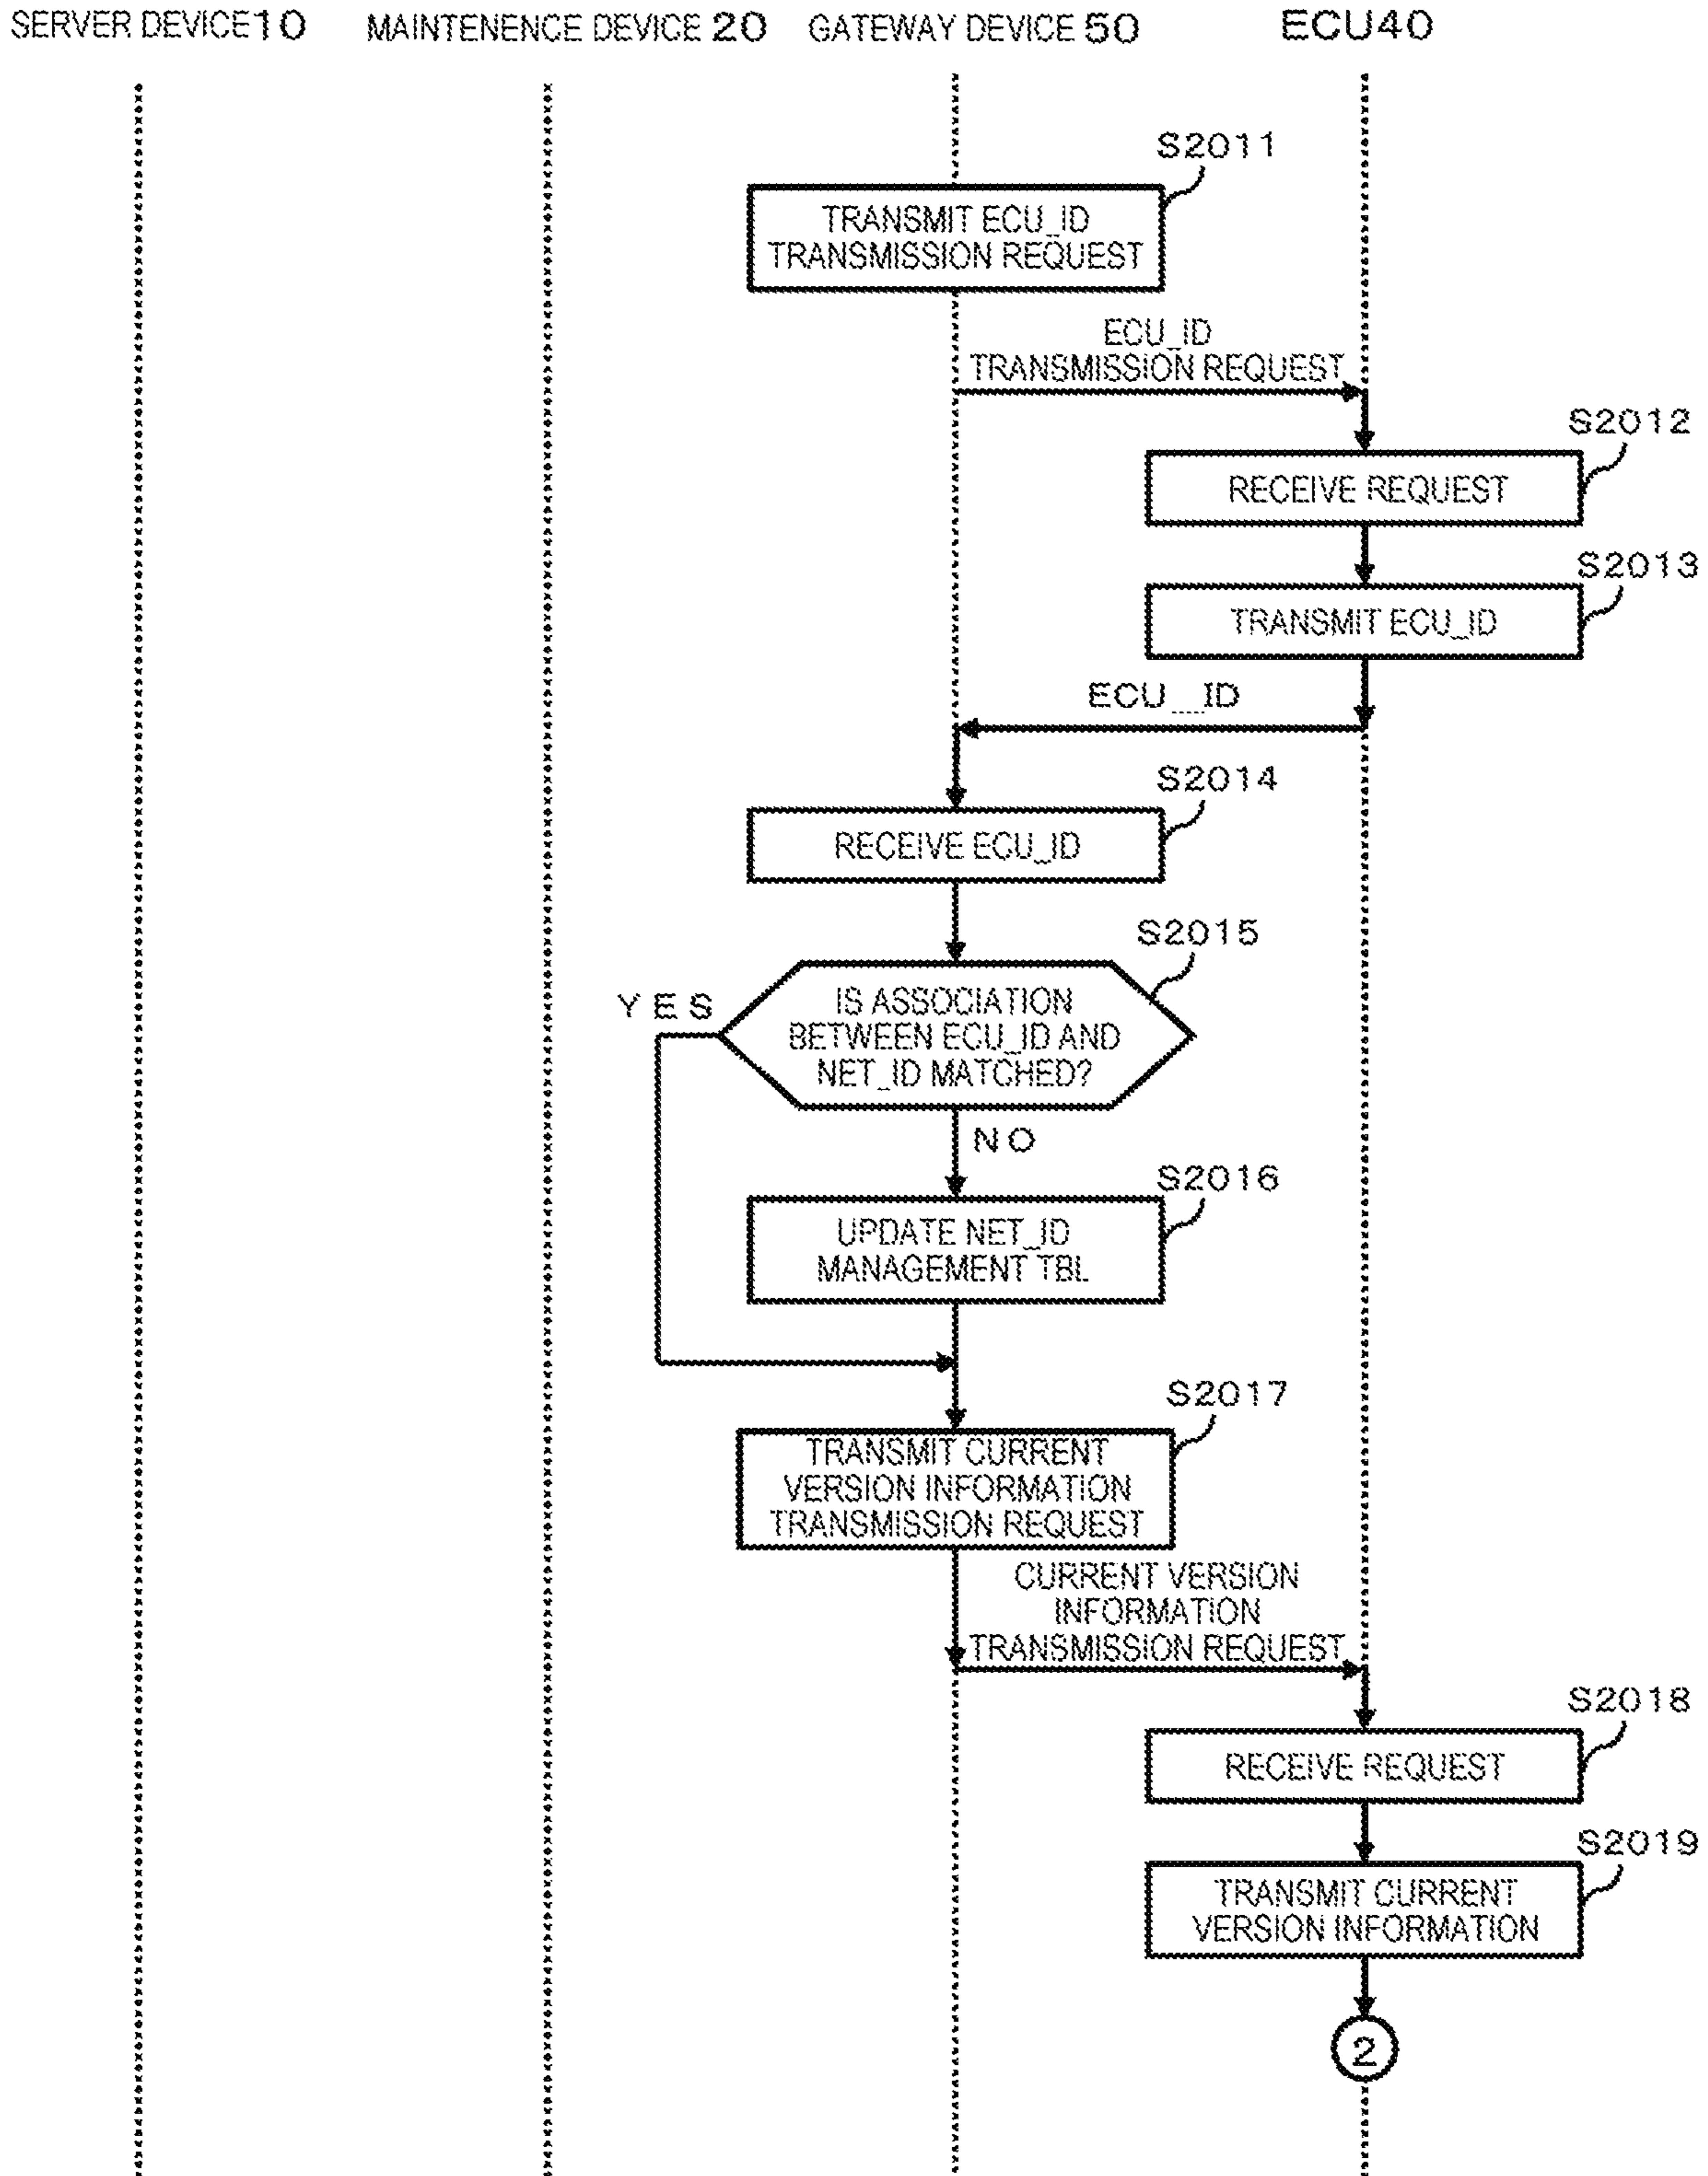 SERVER DEVICE10 MAINTENENCE DEVICE 20 GATEWAY DEVICE 50 ECU40
S2011
TRANSMIT ECU_ID
TRANSMISSION REQUEST
ECU_ID
TRANSMISSION REQUEST
S2012
RECEIVE REQUEST
S2013
TRANSMIT ECU_ID
ECU_ID
S2014
RECEIVE ECU_ID
S2015
YES
IS ASSOCIATION
BETWEEN ECU_ID AND
NET_ID MATCHED?
NO
S2016
UPDATE NET_ID
MANAGEMENT TBL
S2017
TRANSMIT CURRENT
VERSION INFORMATION
TRANSMISSION REQUEST
CURRENT VERSION
INFORMATION
TRANSMISSION REQUEST
S2018
RECEIVE REQUEST
S2019
TRANSMIT CURRENT
VERSION INFORMATION
2